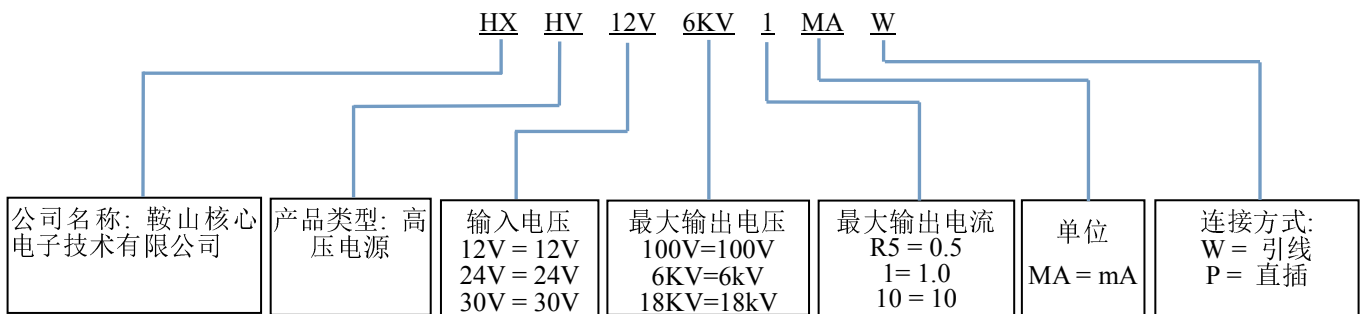 HX HV 12V 6KV 1 MA W
公司名称: 鞍山核心
电子技术有限公司
产品类型: 高
压电源
输入电压
12V = 12V
24V = 24V
30V = 30V
最大输出电压
100V=100V
6KV=6kV
18KV=18kV
最大输出电流
R5 = 0.5
1= 1.0
10 = 10
单位
MA = mA
连接方式:
W = 引线
P = 直插